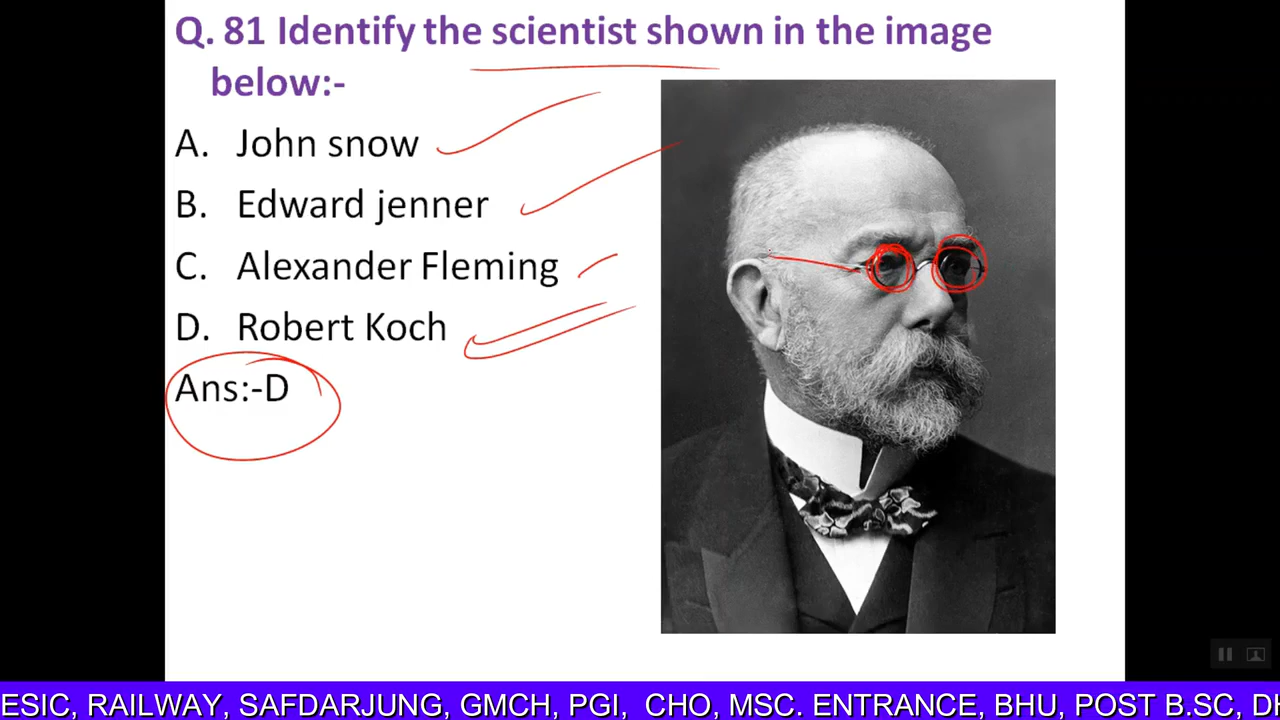 Q. 81 Identify the scientist shown in the image
below:-
A. John snow
B. Edward jenner
C. Alexander Fleming
D. Robert Koch
Ans:-D
ESIC, RAILWAY, SAFDARJUNG, GMCH, PGI, CHO, MSC. ENTRANCE, BHU, POST B.SC,